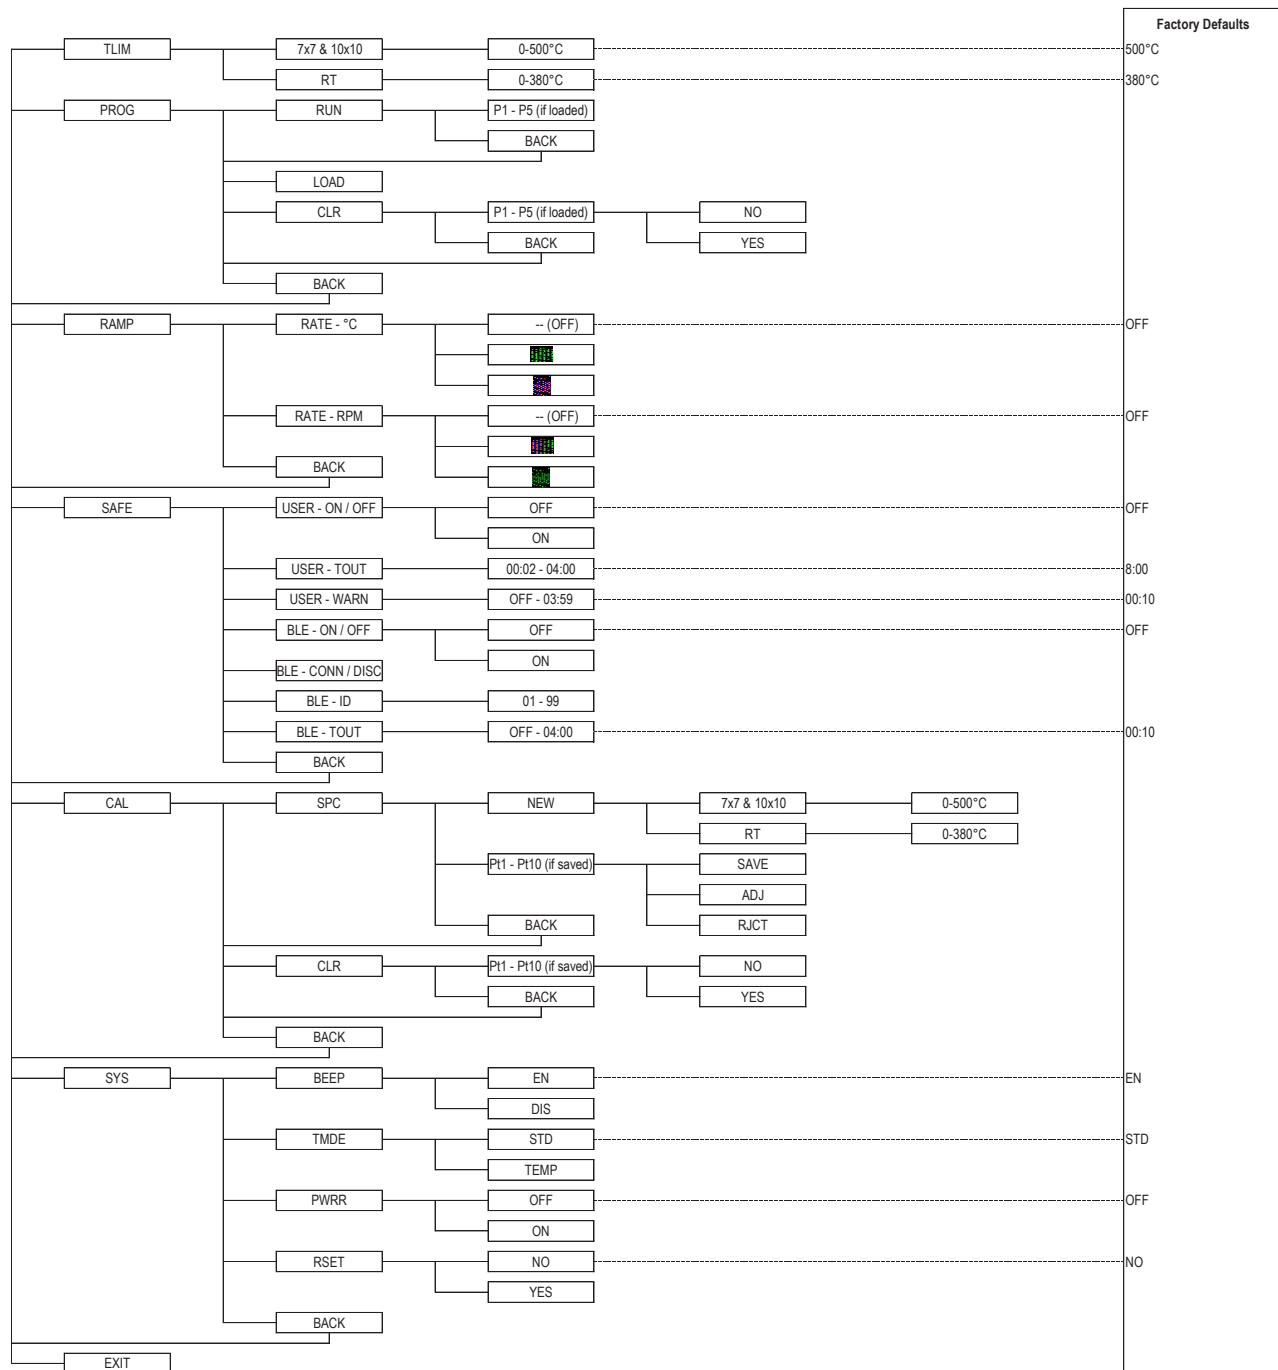 Factory Defaults
TLIM 7x7 & 10x10 0-500°C 500°C
RT 0-380°C 380°C
PROG RUN P1 - P5 (if loaded)
BACK
LOAD
CLR P1 - P5 (if loaded) NO
BACK YES
BACK
RAMP RATE - °C -- (OFF) OFF
RATE - RPM -- (OFF) OFF
BACK
SAFE USER - ON / OFF OFF OFF
ON
USER - TOUT 00:02 - 04:00 8:00
USER - WARN OFF - 03:59 00:10
BLE - ON / OFF OFF OFF
ON
BLE - CONN / DISC
BLE - ID 01 - 99
BLE - TOUT OFF - 04:00 00:10
BACK
CAL SPC NEW 7x7 & 10x10 0-500°C
RT 0-380°C
Pt1 - Pt10 (if saved) SAVE
ADJ
BACK RJCT
CLR Pt1 - Pt10 (if saved) NO
BACK YES
BACK
SYS BEEP EN EN
DIS
TMDE STD STD
TEMP
PWRR OFF OFF
ON
RSET NO NO
YES
BACK
EXIT